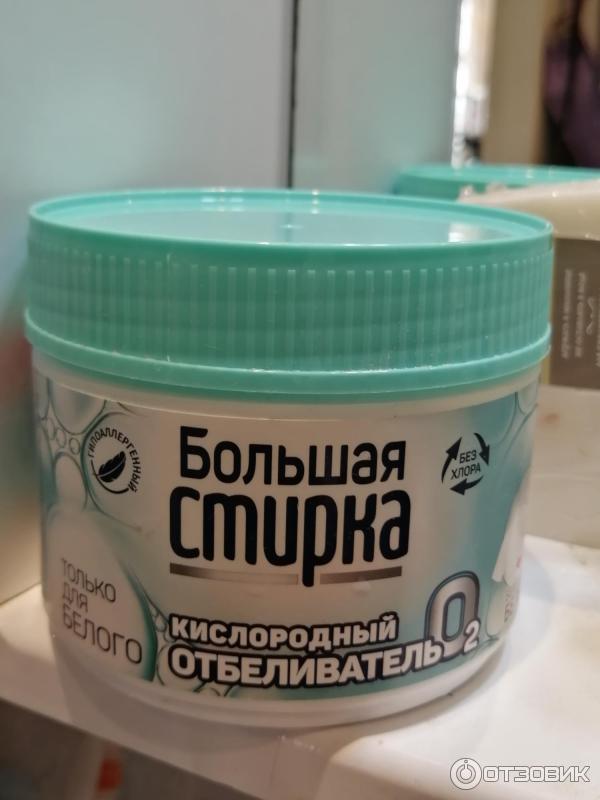 ГИПОАЛЛЕРГЕННЫЙ
Большая
стирка
БЕЗ
ХЛОРА
ТОЛЬКО
ДЛЯ
БЕЛОГО
КИСЛОРОДНЫЙ
ОТБЕЛИВАТЕЛЬ O2
ОТЗОВИК